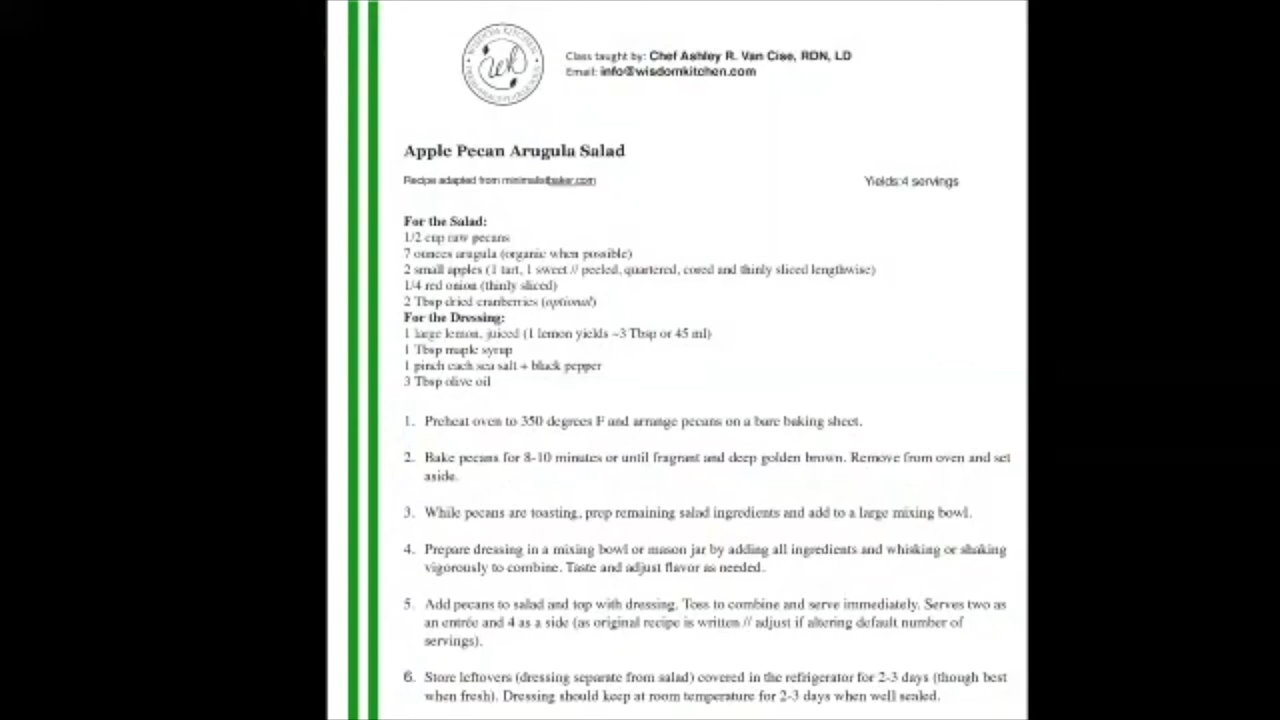 WISDOM KITCHEN
wk
Class taught by: Chef Ashley R. Van Cise, RDN, LD
Email: info@wisdomkitchen.com
Apple Pecan Arugula Salad
Recipe adapted from minimalistbaker.com
Yields:4 servings
For the Salad:
1/2 cup raw pecans
7 ounces arugula (organic when possible)
2 small apples (1 tart, 1 sweet // peeled, quartered, cored and thinly sliced lengthwise)
1/4 red onion (thinly sliced)
2 Tbsp dried cranberries (optional)
For the Dressing:
1 large lemon, juiced (1 lemon yields ~3 Tbsp or 45 ml)
1 Tbsp maple syrup
1 pinch each sea salt + black pepper
3 Tbsp olive oil
1. Preheat oven to 350 degrees F and arrange pecans on a bare baking sheet.
2. Bake pecans for 8-10 minutes or until fragrant and deep golden brown. Remove from oven and set
aside.
3. While pecans are toasting, prep remaining salad ingredients and add to a large mixing bowl.
4. Prepare dressing in a mixing bowl or mason jar by adding all ingredients and whisking or shaking
vigorously to combine. Taste and adjust flavor as needed.
5. Add pecans to salad and top with dressing. Toss to combine and serve immediately. Serves two as
an entrée and 4 as a side (as original recipe is written // adjust if altering default number of
servings).
6. Store leftovers (dressing separate from salad) covered in the refrigerator for 2-3 days (though best
when fresh). Dressing should keep at room temperature for 2-3 days when well sealed.